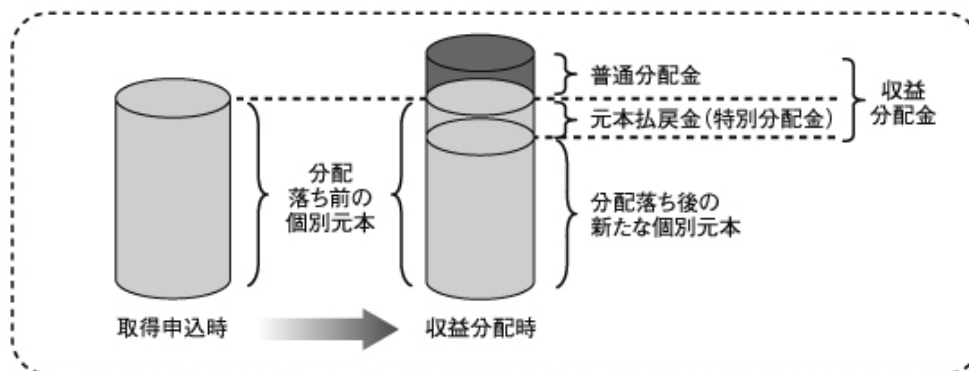 普通分配金
収益
分配金
元本払戻金(特別分配金)
分配
落ち前の
個別元本
分配落ち後の
新たな個別元本
取得申込時
収益分配時